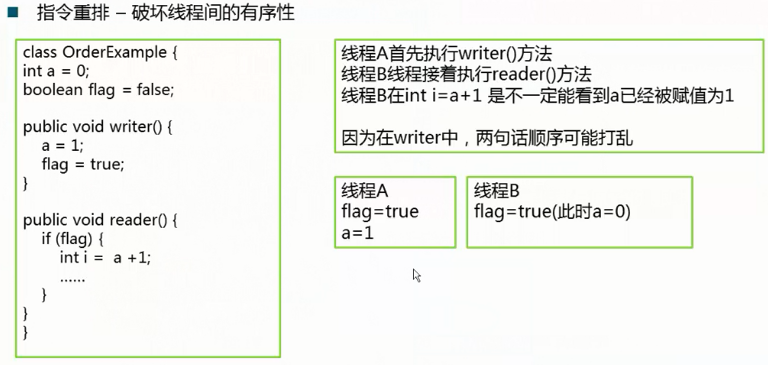 指令重排 – 破坏线程间的有序性
class OrderExample {
int a = 0;
boolean flag = false;
public void writer() {
a = 1;
flag = true;
}
public void reader() {
if (flag) {
int i =  a +1;
......
}
}
}
线程A首先执行writer()方法
线程B线程接着执行reader()方法
线程B在int i=a+1 是不一定能看到a已经被赋值为1
因为在writer中，两句话顺序可能打乱
线程A
flag=true
a=1
线程B
flag=true(此时a=0)